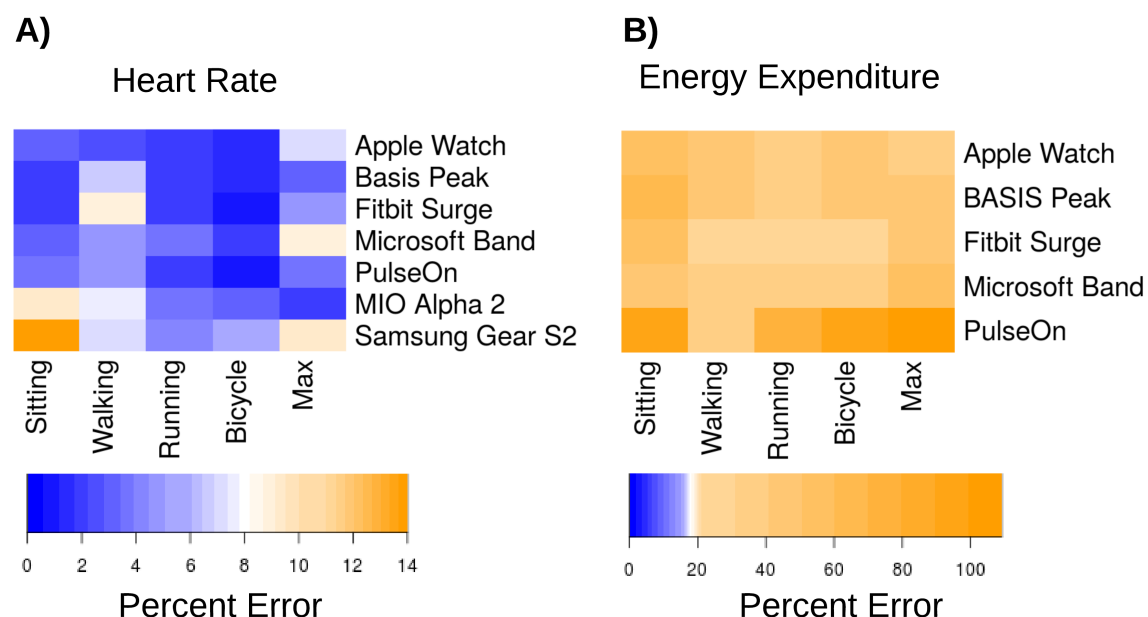 A)
Heart Rate
Apple Watch
Basis Peak
Fitbit Surge
Microsoft Band
PulseOn
MIO Alpha 2
Samsung Gear S2
Sitting
Walking
Running
Bicycle
Max
0 2 4 6 8 10 12 14
Percent Error
B)
Energy Expenditure
Apple Watch
BASIS Peak
Fitbit Surge
Microsoft Band
PulseOn
Sitting
Walking
Running
Bicycle
Max
0 20 40 60 80 100
Percent Error